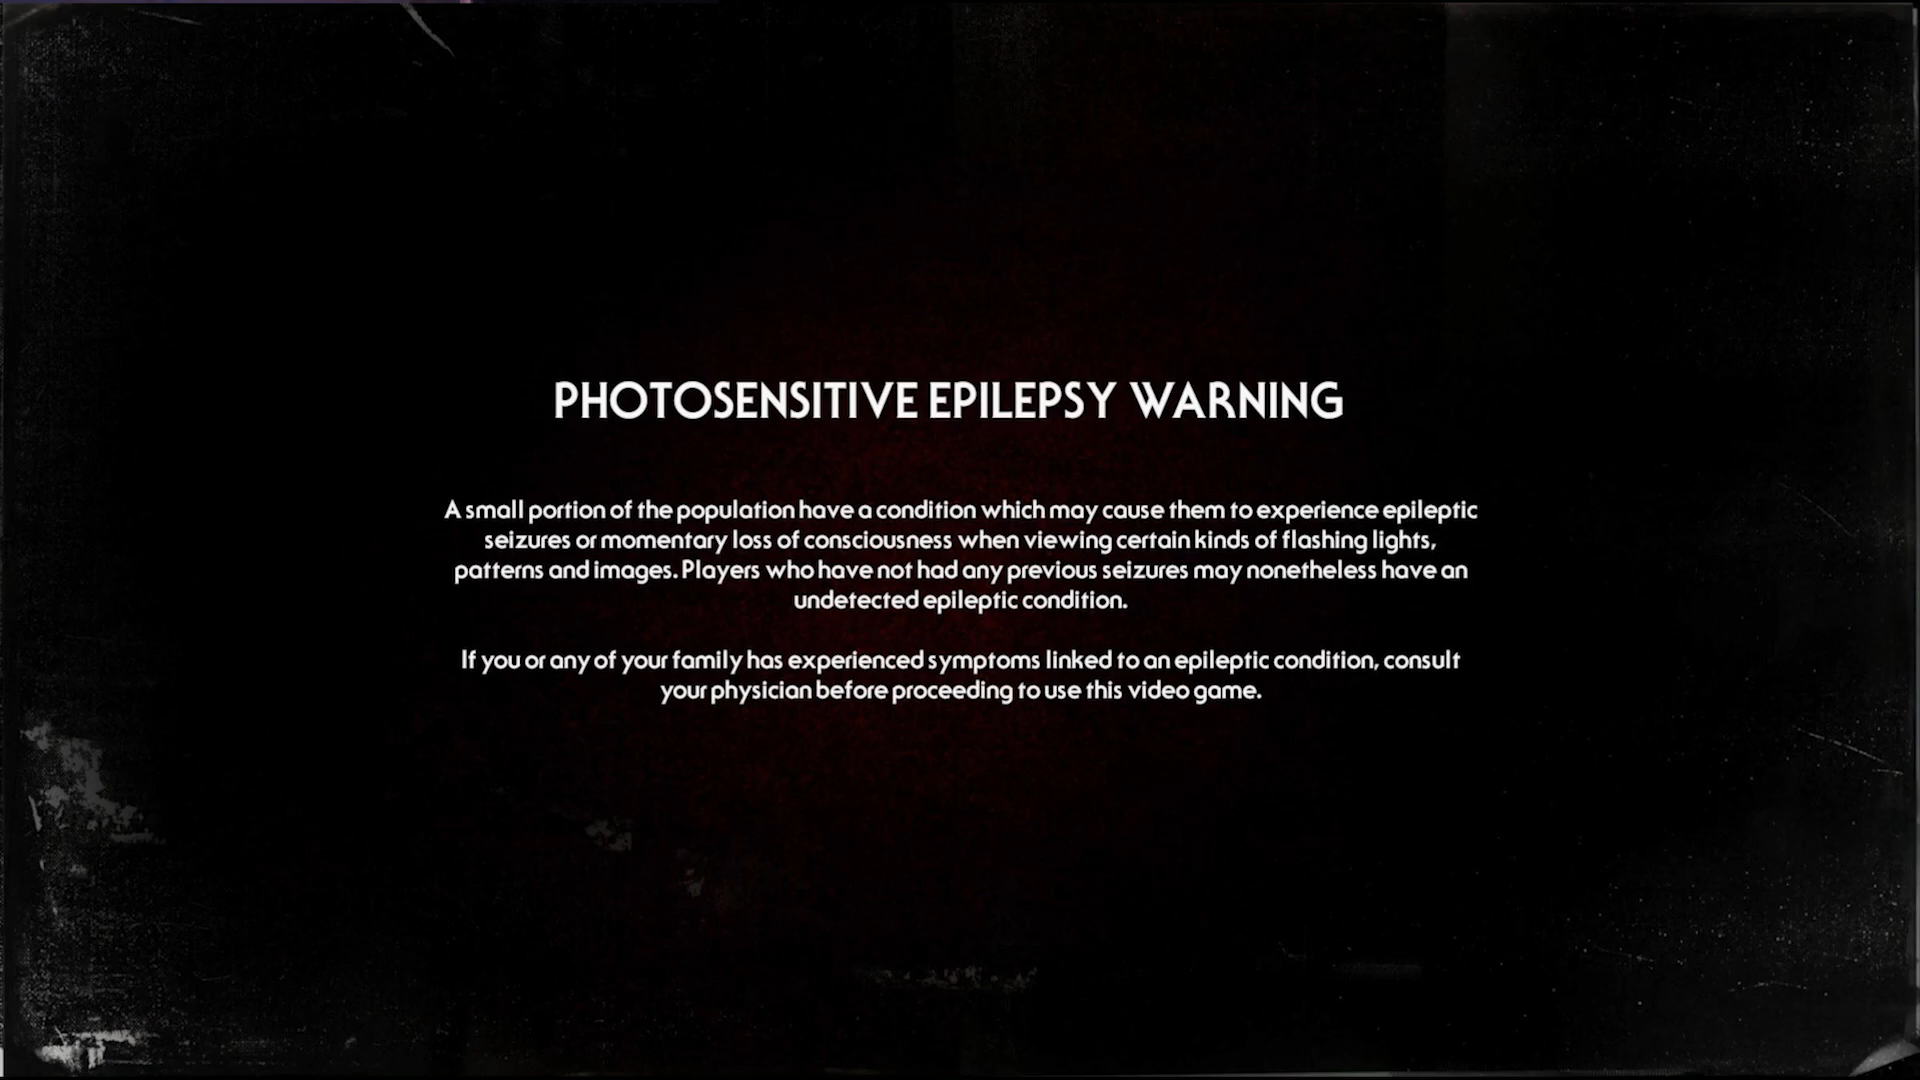 PHOTOSENSITIVE EPILEPSY WARNING
A small portion of the population have a condition which may cause them to experience epileptic
seizures or momentary loss of consciousness when viewing certain kinds of flashing lights,
patterns and images. Players who have not had any previous seizures may nonetheless have an
undetected epileptic condition.
If you or any of your family has experienced symptoms linked to an epileptic condition, consult
your physician before proceeding to use this video game.